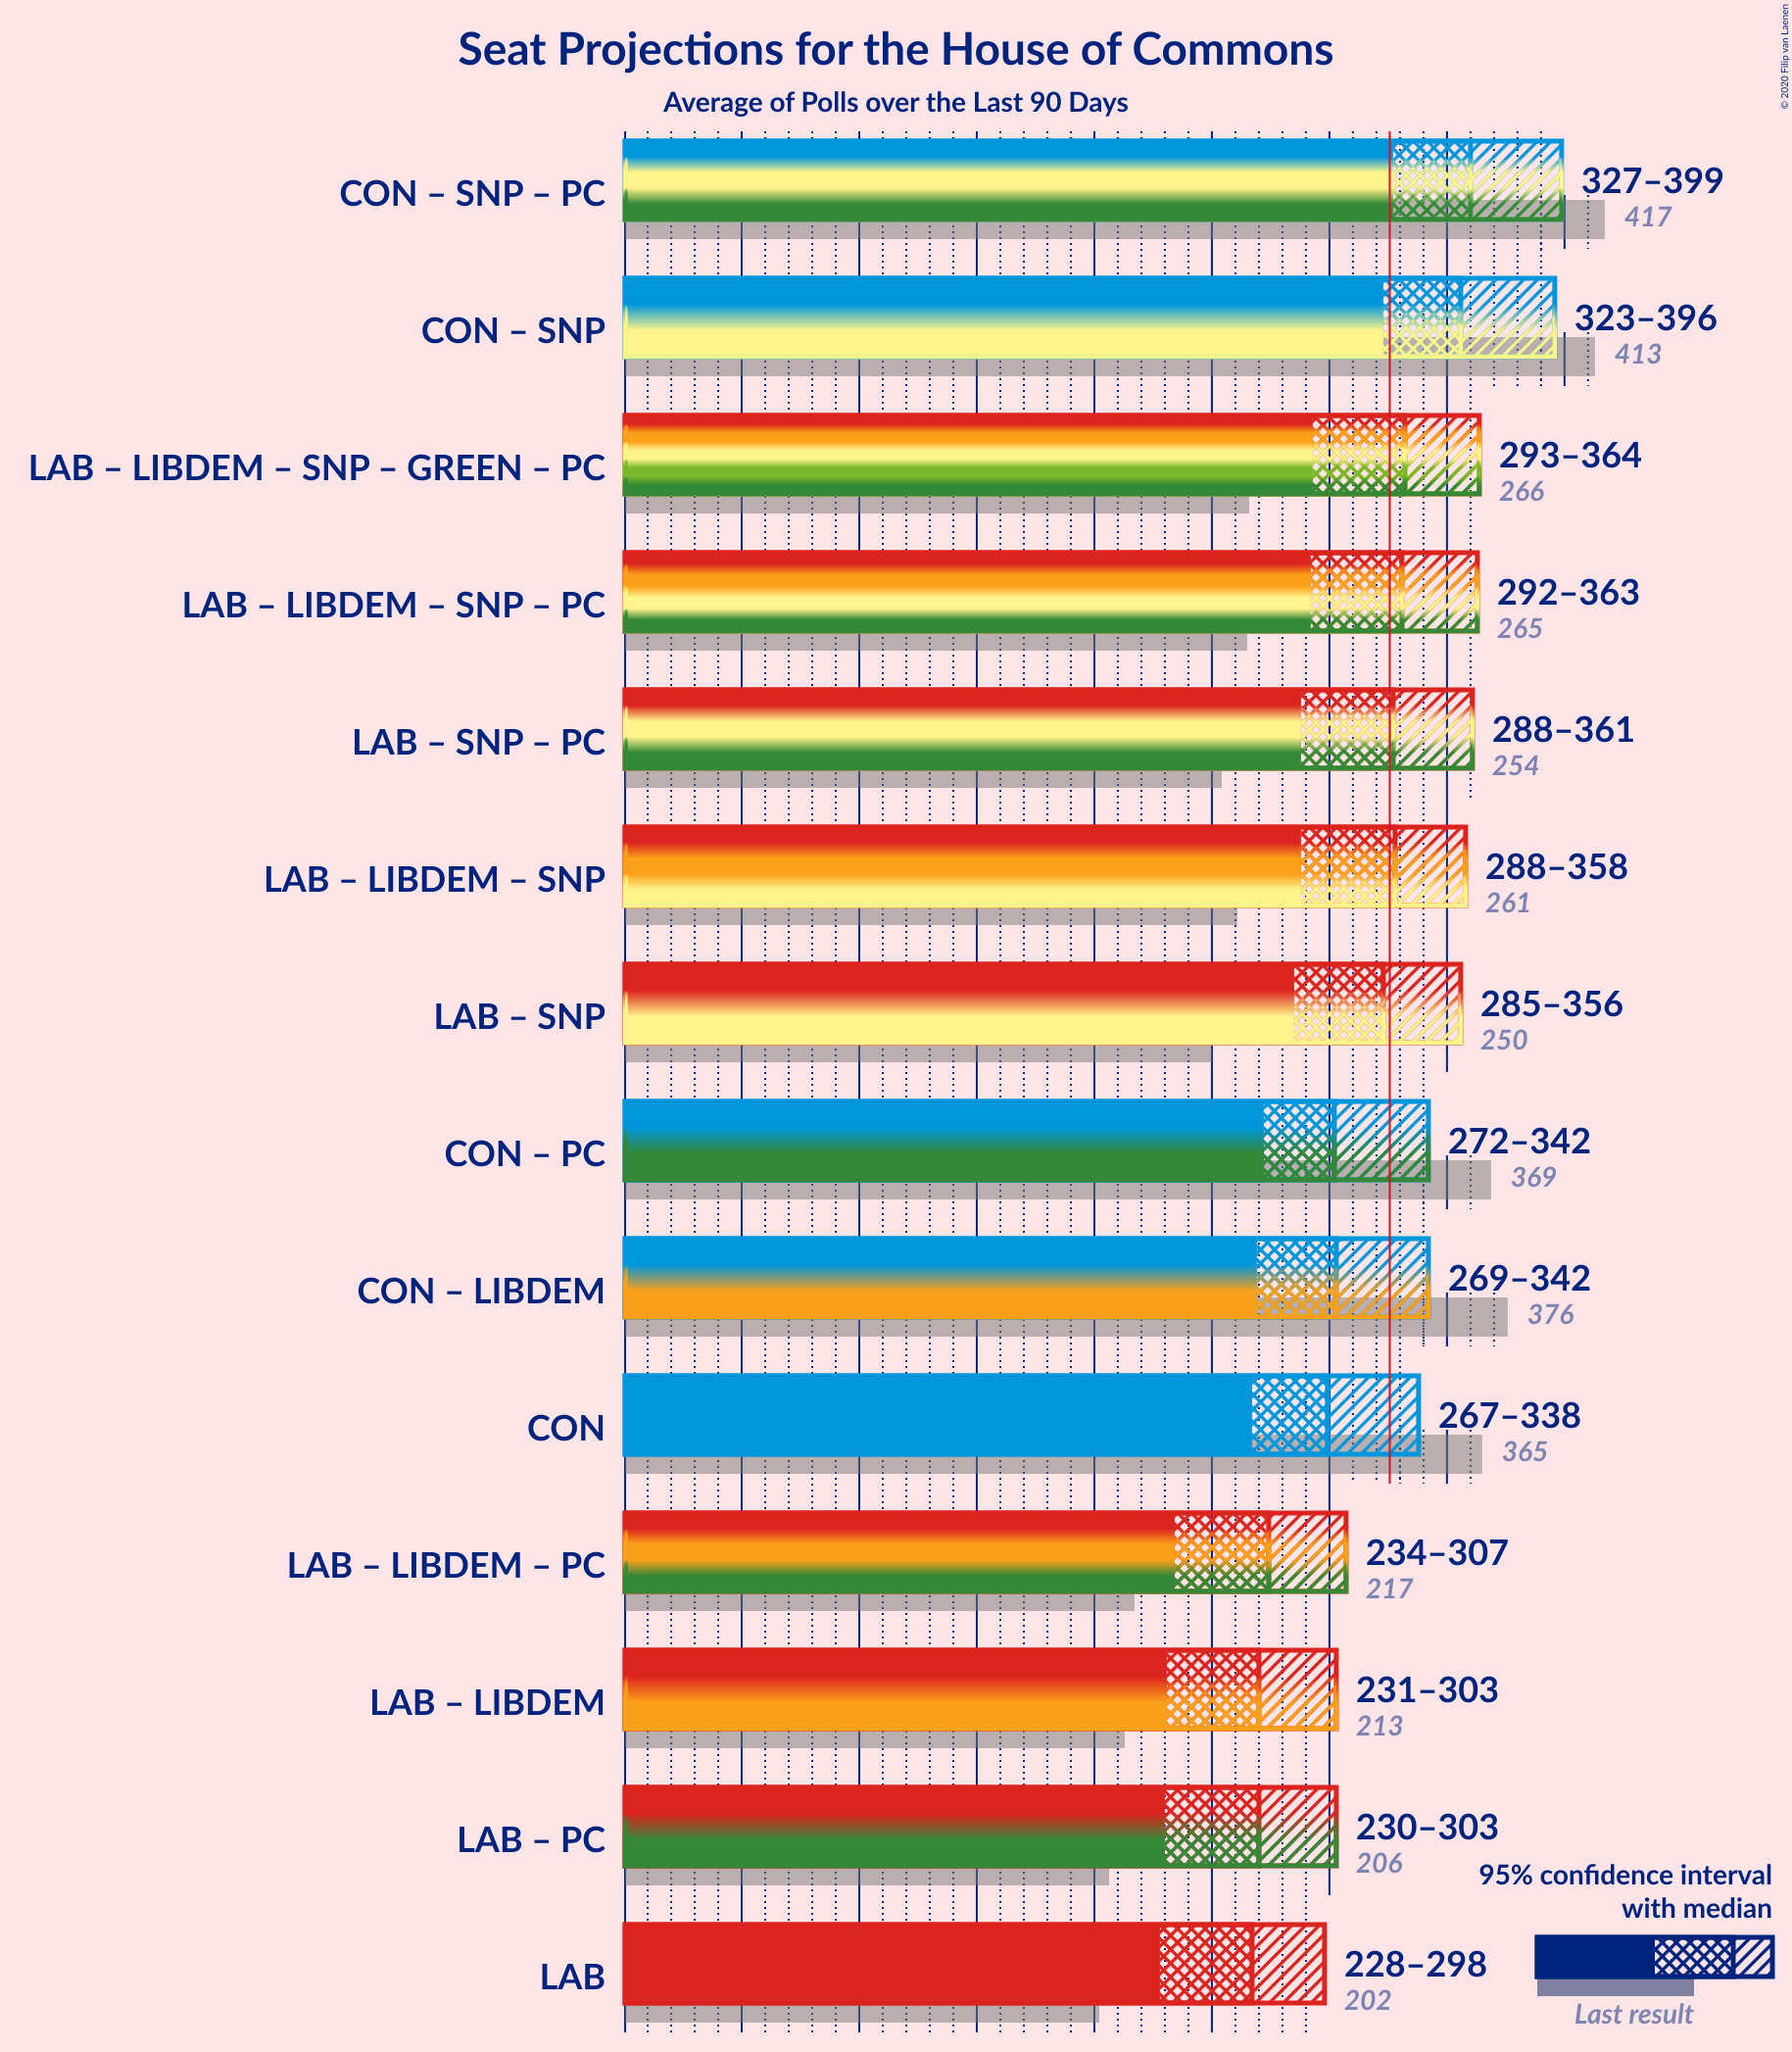 Seat Projections for the House of Commons
Average of Polls over the Last 90 Days
© 2020 Filip van Laenen
CON – SNP – PC
327–399
417
CON – SNP
323–396
413
LAB – LIBDEM – SNP – GREEN – PC
293–364
266
LAB – LIBDEM – SNP – PC
292–363
265
LAB – SNP – PC
288–361
254
LAB – LIBDEM – SNP
288–358
261
LAB – SNP
285–356
250
CON – PC
272–342
369
CON – LIBDEM
269–342
376
CON
267–338
365
LAB – LIBDEM – PC
234–307
217
LAB – LIBDEM
231–303
213
LAB – PC
230–303
206
LAB
228–298
202
95% confidence interval
with median
Last result